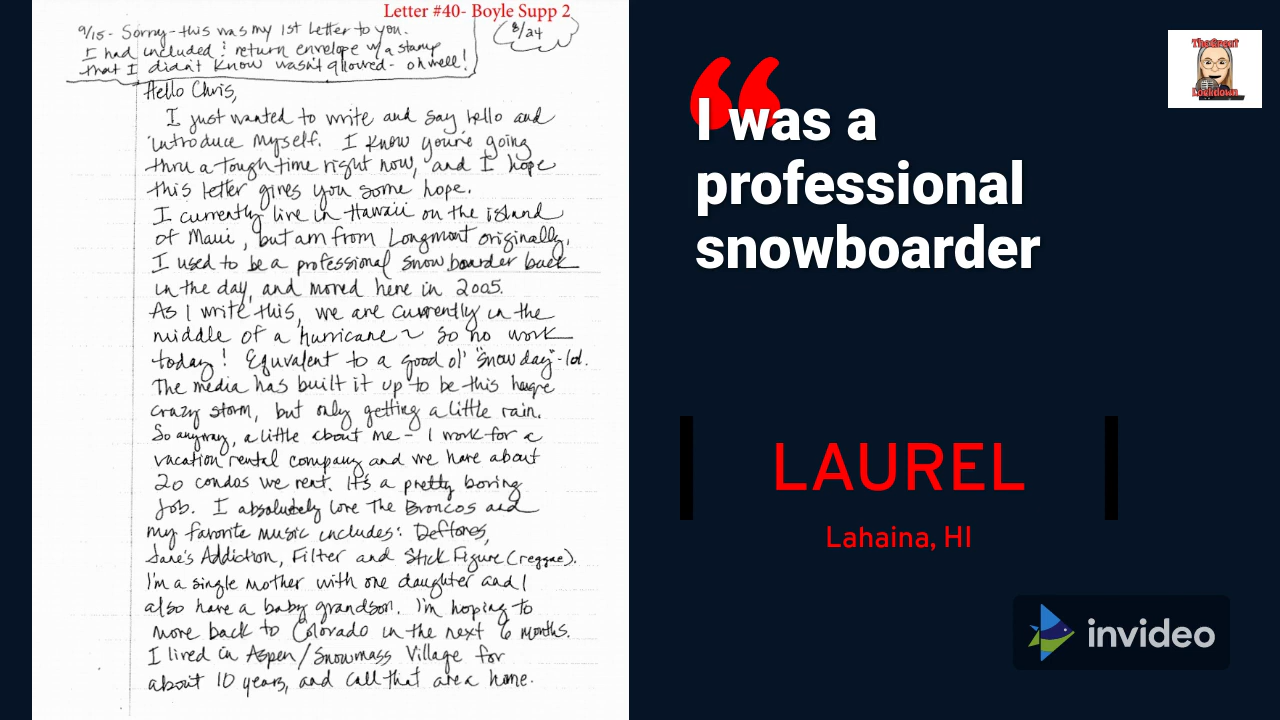 Letter #40- Boyle Supp 2
9/15- Sorry-this was my 1st Letter to you.
I had included return envelope w/a stamp
that I didn't know wasn't allowed- oh well!
8/24
Hello Chris,
I just wanted to write and say hello and
introduce myself. I know you're going
thru a tough time right now, and I hope
this letter gives you some hope.
I currently live in Hawaii on the island
of Maui, but am from Longmont originally.
I used to be a professional snow boarder back
in the day, and moved here in 2005.
As I write this, we are currently in the
middle of a hurricane ~ So no work
today! Equivalent to a good ol' "snow day"-lol.
The media has built it up to be this huge
crazy storm, but only getting a little rain.
So anyway, a little about me - I work for a
vacation rental company and we have about
20 condos we rent. It's a pretty boring
job. I absolutely love The Broncos and
my favorite music includes: Deftones,
Jane's Addiction, Filter and Stick Figure (reggae).
I'm a single mother with one daughter and I
also have a baby grandson. I'm hoping to
move back to Colorado in the next 6 months.
I lived in Aspen/Snowmass Village for
about 10 years, and call that area home.
“
I was a
professional
snowboarder
LAUREL
Lahaina, HI
The Great
Lockdown
invideo